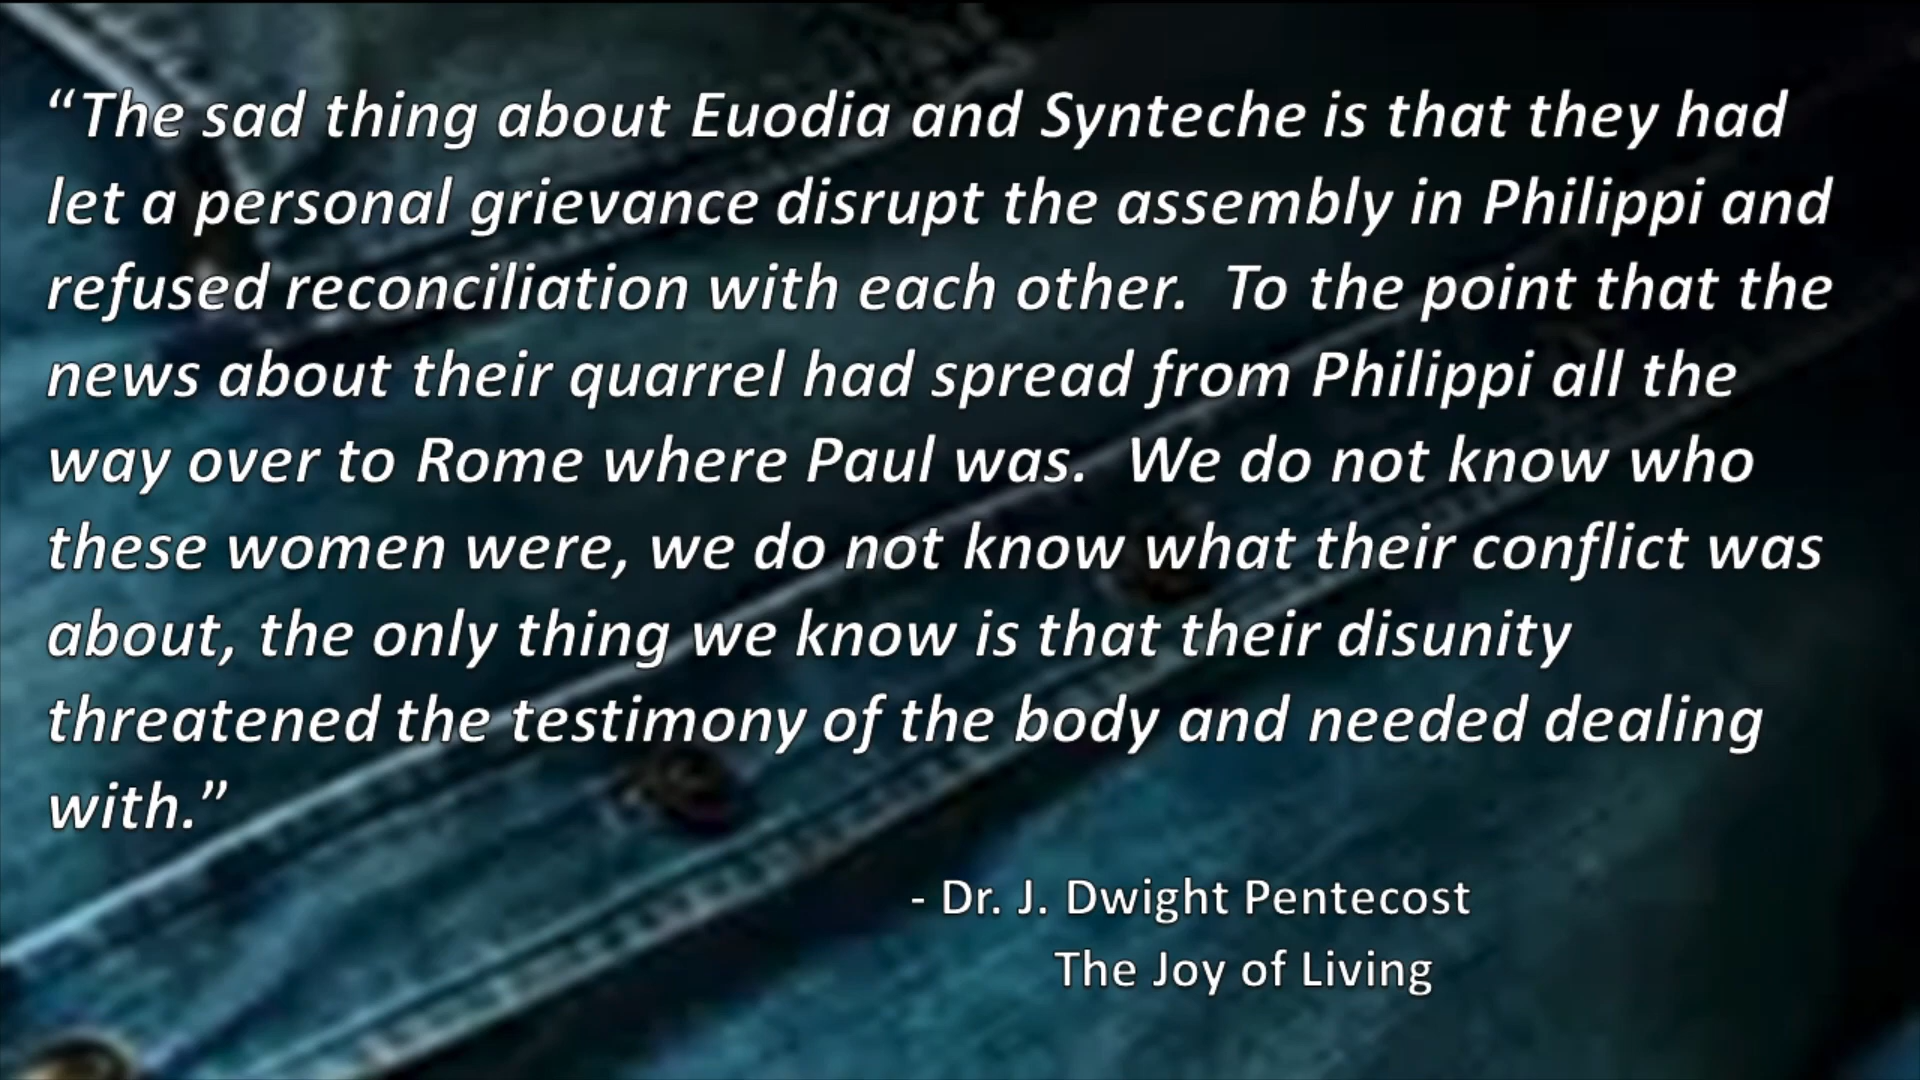 “The sad thing about Euodia and Synteche is that they had
let a personal grievance disrupt the assembly in Philippi and
refused reconciliation with each other.  To the point that the
news about their quarrel had spread from Philippi all the
way over to Rome where Paul was.  We do not know who
these women were, we do not know what their conflict was
about, the only thing we know is that their disunity
threatened the testimony of the body and needed dealing
with.”
- Dr. J. Dwight Pentecost
The Joy of Living